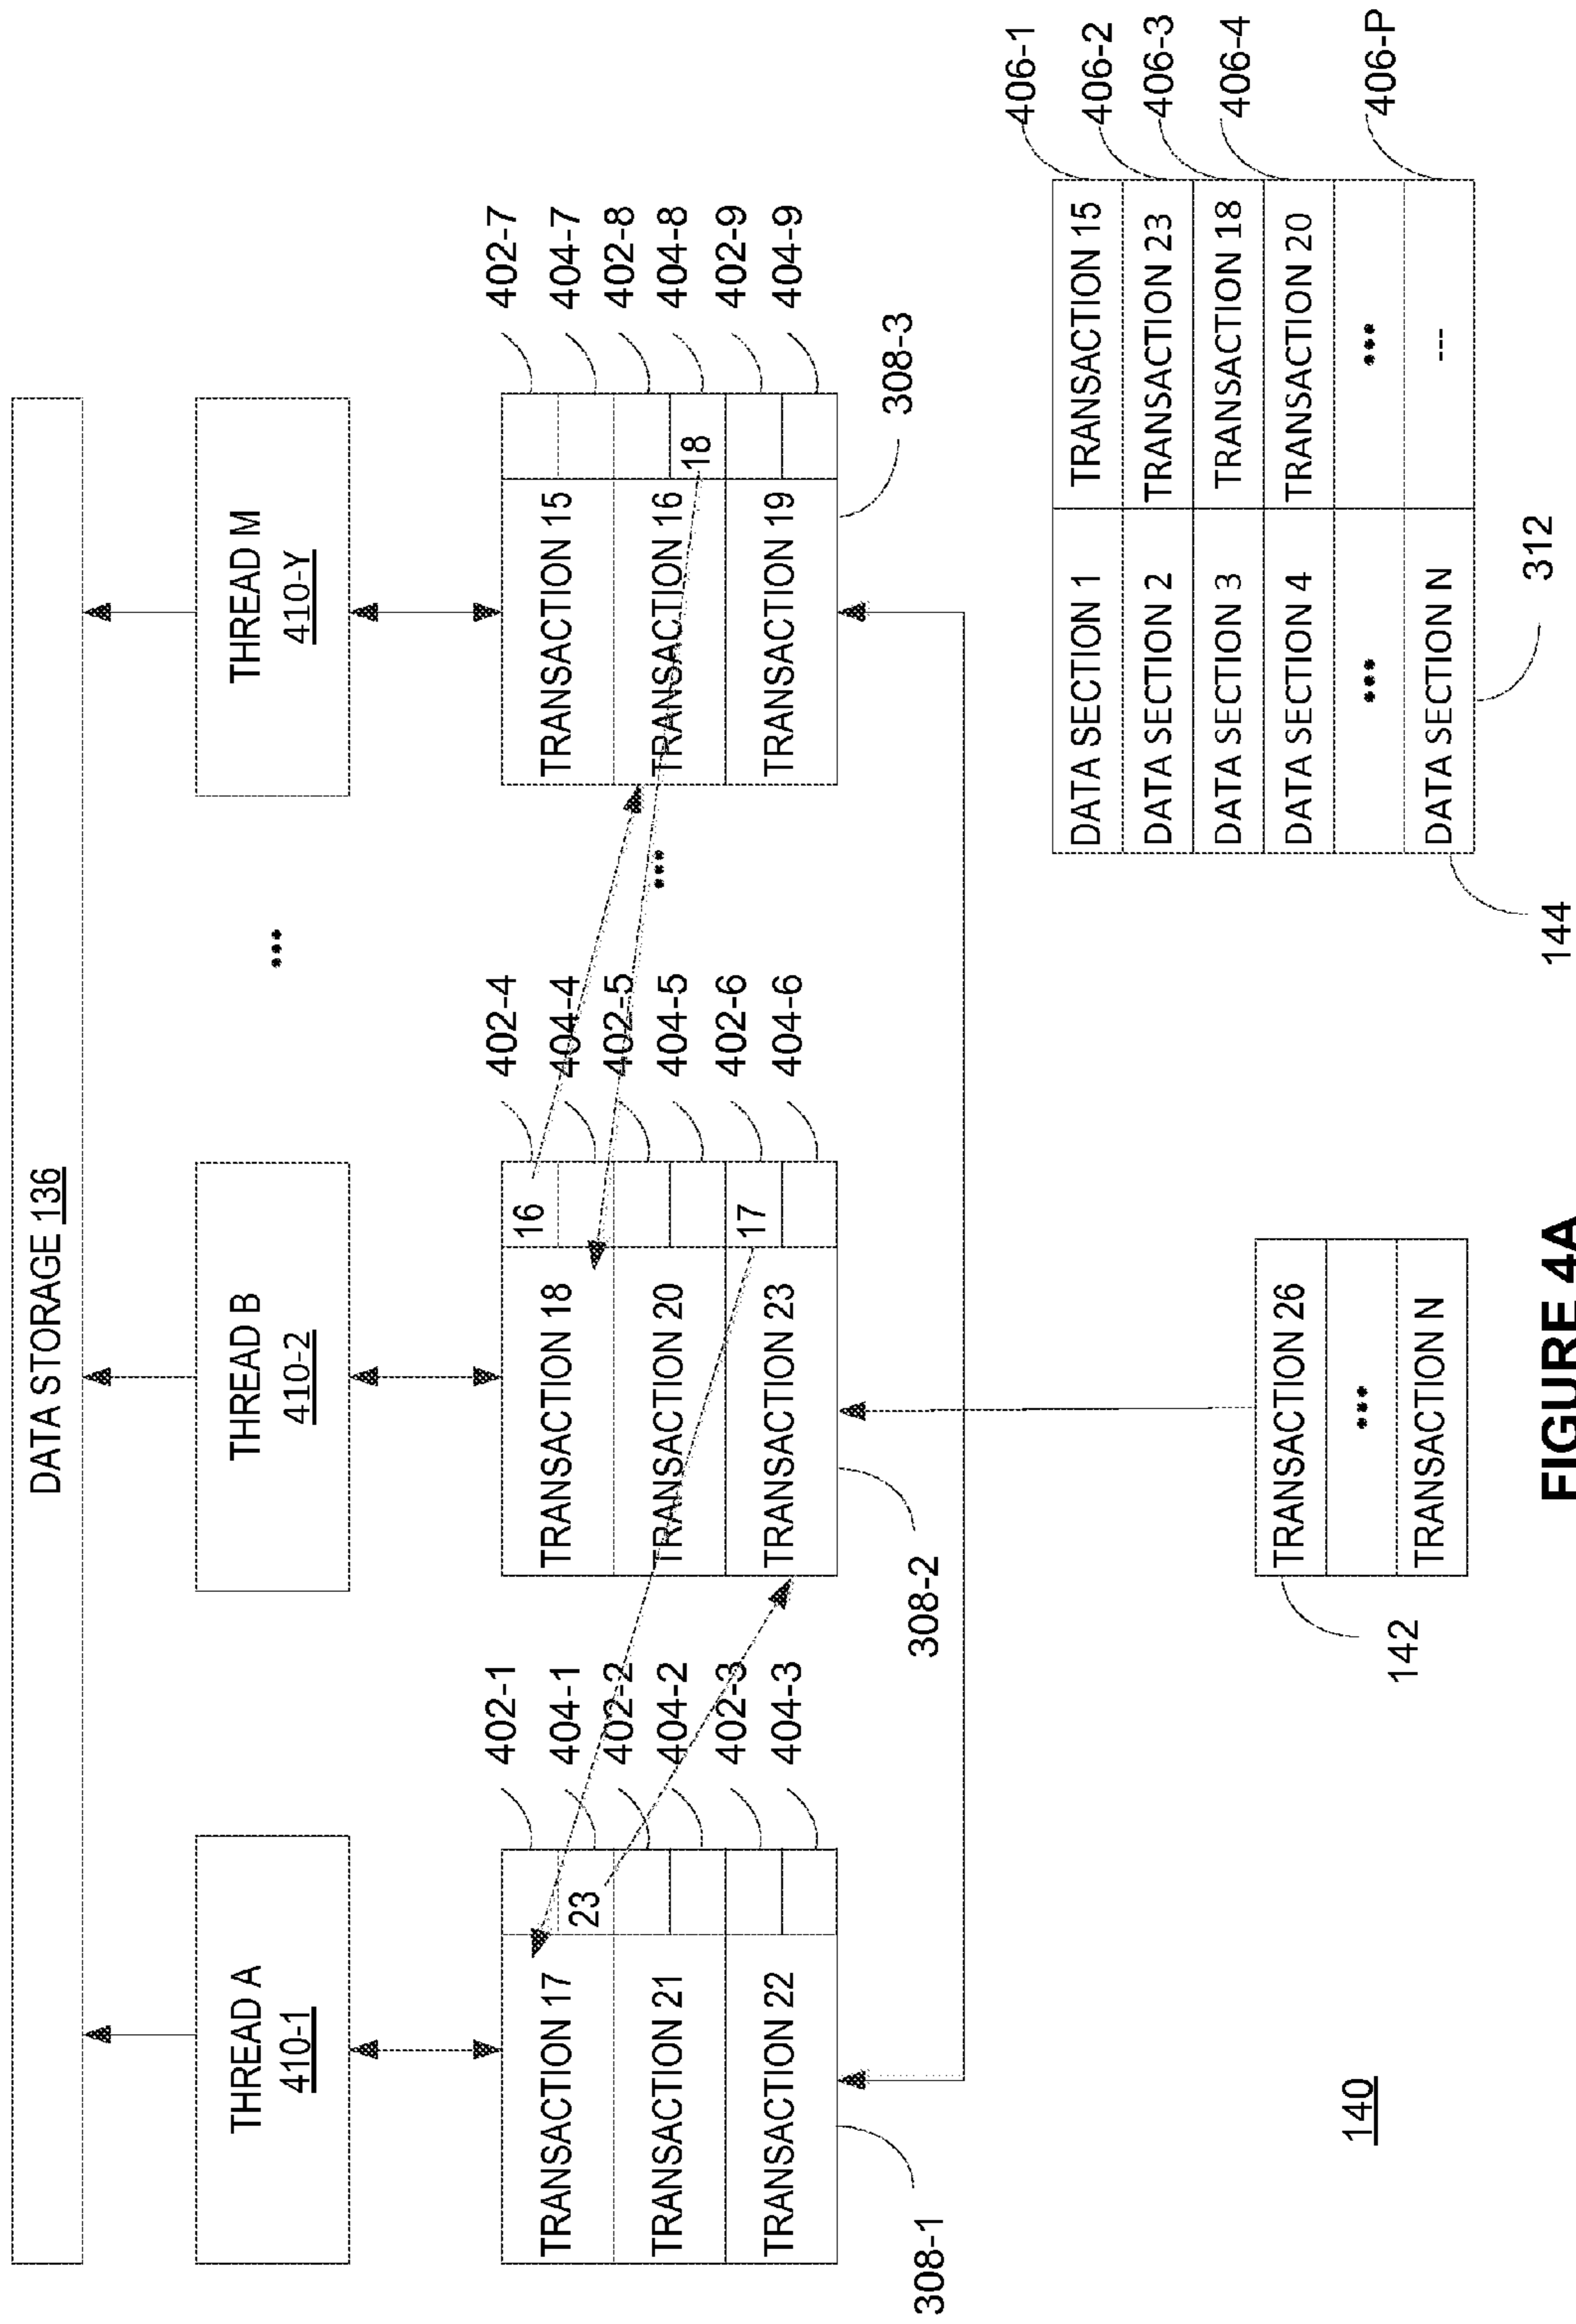 DATA STORAGE 136
THREAD A
410-1
THREAD B
410-2
•••
THREAD M
410-Y
402-1
404-1
402-2
404-2
402-3
404-3
TRANSACTION 17
23
TRANSACTION 21
TRANSACTION 22
308-1
402-4
404-4
402-5
404-5
402-6
404-6
TRANSACTION 18
16
TRANSACTION 20
TRANSACTION 23
17
308-2
•••
402-7
404-7
402-8
404-8
402-9
404-9
TRANSACTION 15
TRANSACTION 16
18
TRANSACTION 19
308-3
140
142
TRANSACTION 26
•••
TRANSACTION N
406-1
406-2
406-3
406-4
406-P
DATA SECTION 1 TRANSACTION 15
DATA SECTION 2 TRANSACTION 23
DATA SECTION 3 TRANSACTION 18
DATA SECTION 4 TRANSACTION 20
••• •••
DATA SECTION N ---
144
312
FIGURE 4A